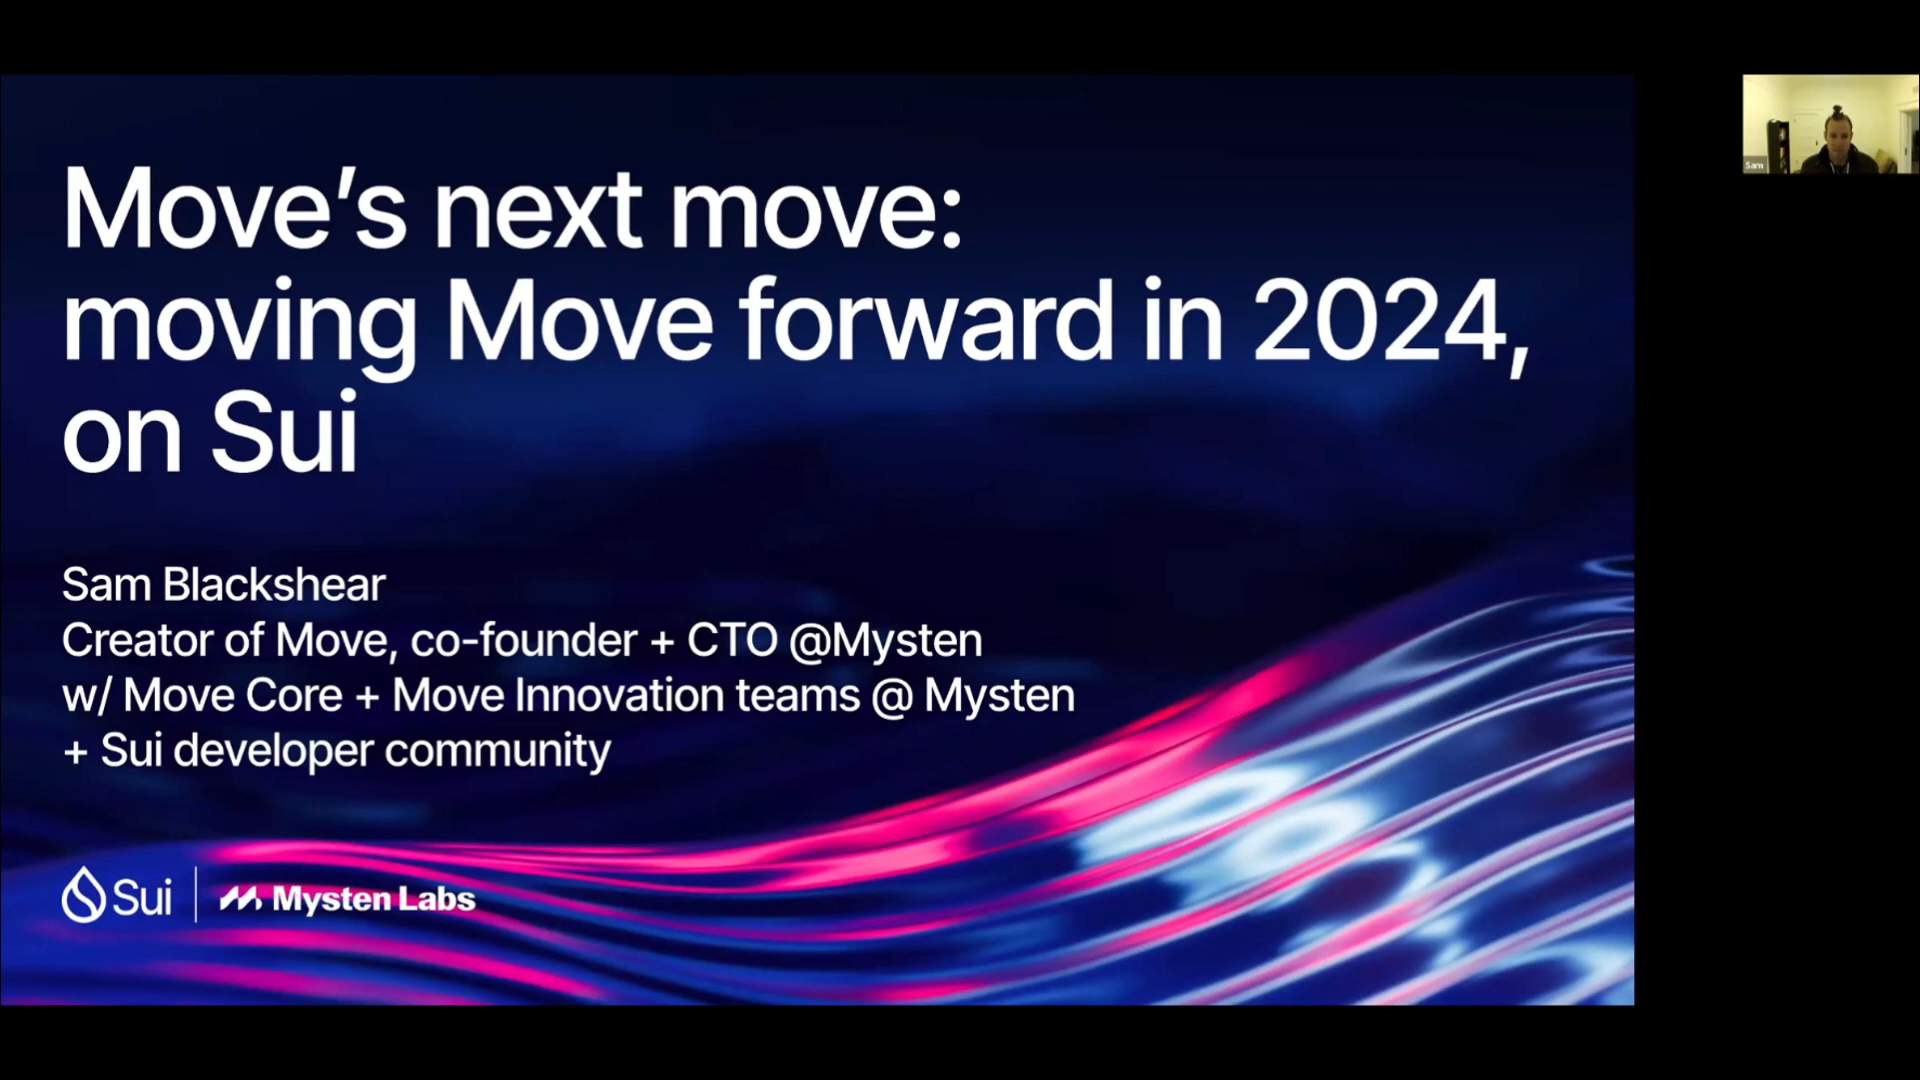 Move’s next move:
moving Move forward in 2024,
on Sui
Sam Blackshear
Creator of Move, co-founder + CTO @Mysten
w/ Move Core + Move Innovation teams @ Mysten
+ Sui developer community
Sui
Mysten Labs
Sam